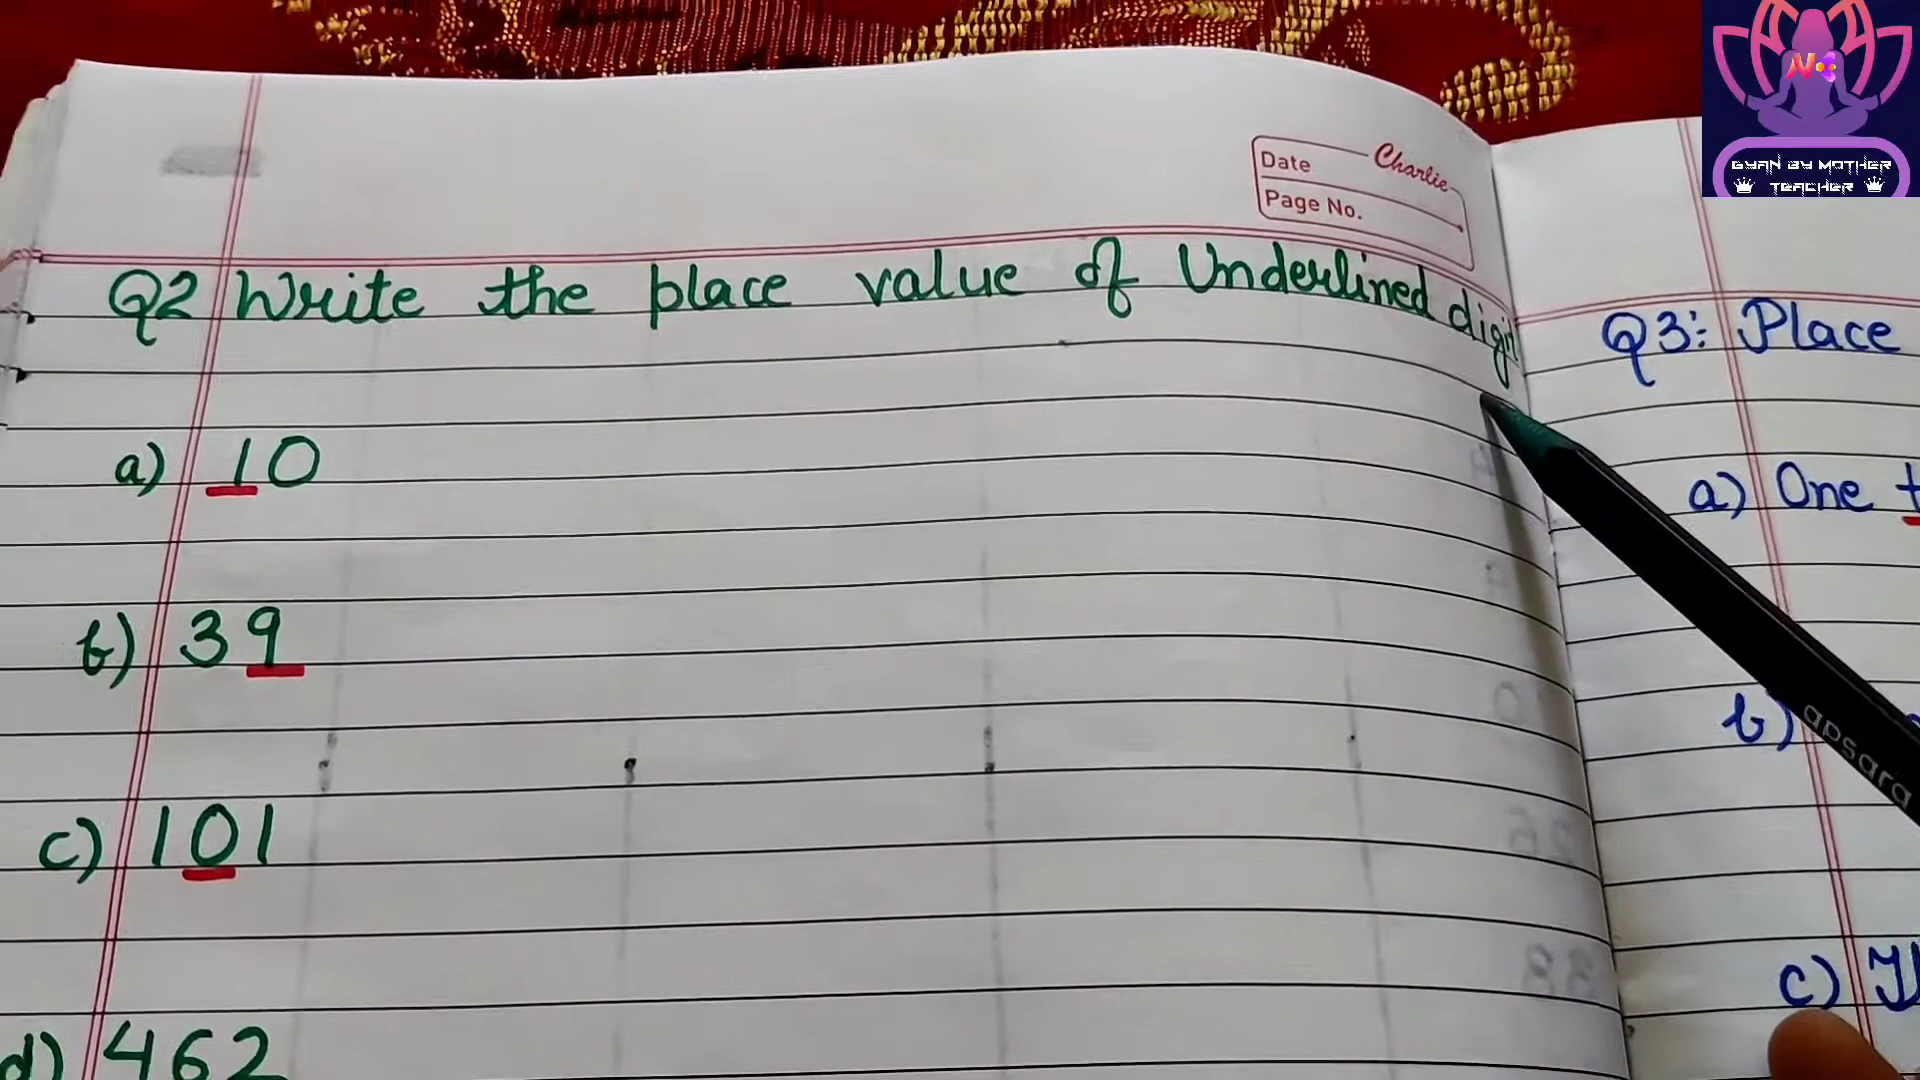 GYAN BY MOTHER
TEACHER
Date
Charlie
Page No.
Q2 Write the place value of Underlined digit
a) 10
b) 39
c) 101
d) 462
Q3: Place
a) One
b)
c)
apsara